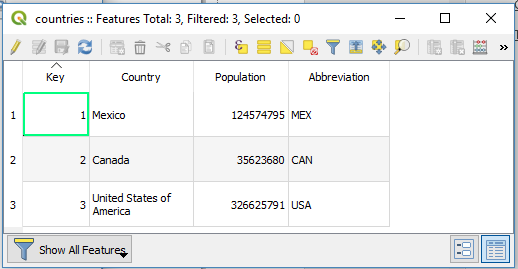 countries :: Features Total: 3, Filtered: 3, Selected: 0
Key Country Population Abbreviation
1 1 Mexico 124574795 MEX
2 2 Canada 35623680 CAN
3 3 United States of America 326625791 USA
Show All Features